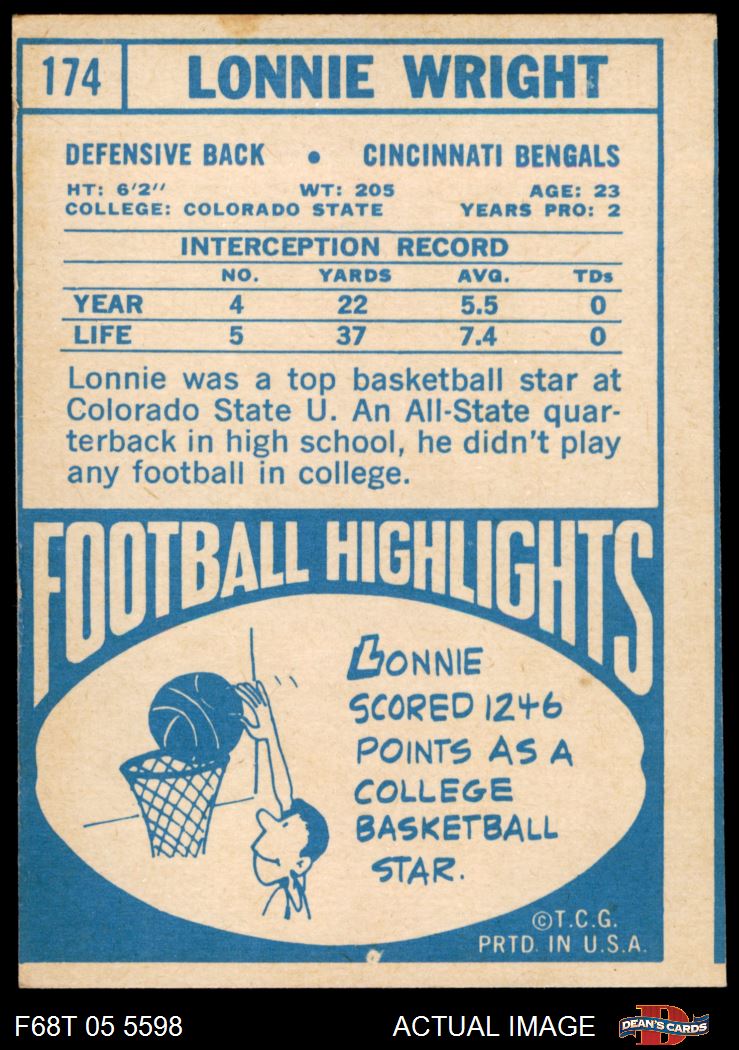 174 LONNIE WRIGHT
DEFENSIVE BACK • CINCINNATI BENGALS
HT: 6'2" WT: 205 AGE: 23
COLLEGE: COLORADO STATE YEARS PRO: 2
INTERCEPTION RECORD
NO. YARDS AVG. TDs
YEAR 4 22 5.5 0
LIFE 5 37 7.4 0
Lonnie was a top basketball star at
Colorado State U. An All-State quar-
terback in high school, he didn't play
any football in college.
FOOTBALL HIGHLIGHTS
LONNIE
SCORED 1246
POINTS AS A
COLLEGE
BASKETBALL
STAR.
©T.C.G.
PRTD. IN U.S.A.
F68T 05 5598 ACTUAL IMAGE D DEAN'S CARDS